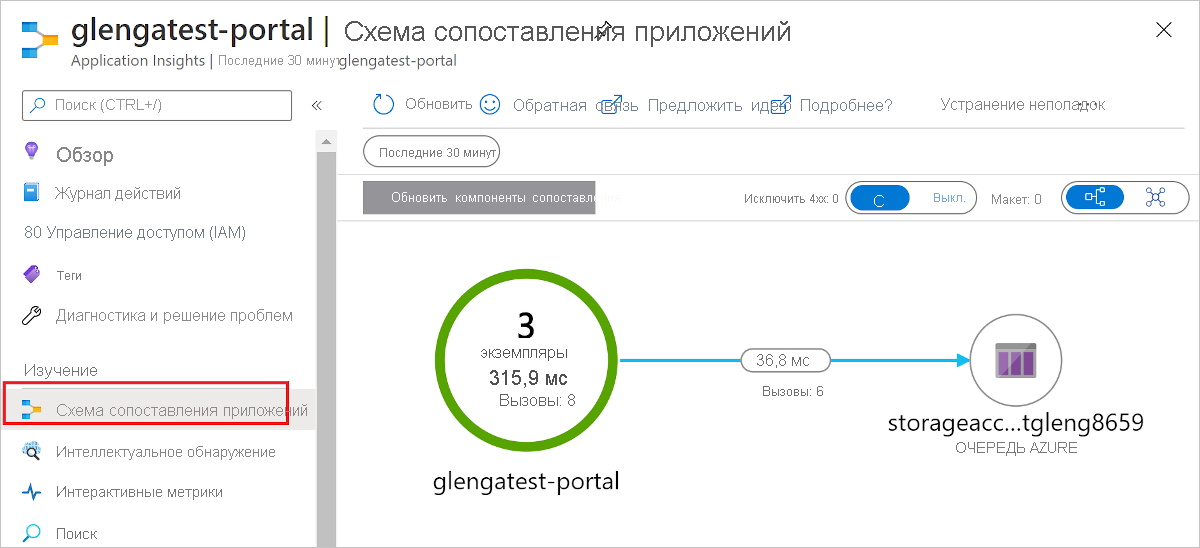 glengatest-portal | Схема сопоставления приложений
Application Insights | Последние 30 минут glengatest-portal
Поиск (CTRL+/)
«
Обновить Обратная связь Предложить идею Подробнее? Устранение неполадок
Обзор
Журнал действий
80 Управление доступом (IAM)
Теги
Диагностика и решение проблем
Изучение
Схема сопоставления приложений
Интеллектуальное обнаружение
Интерактивные метрики
Поиск
Последние 30 минут
Обновить компоненты сопоставлен
Исключить 4xx: 0 С Выкл. Макет: 0
3
экземпляры
315,9 мс
Вызовы: 8
glengatest-portal
36,8 мс
Вызовы: 6
storageacc...tgleng8659
ОЧЕРЕДЬ AZURE